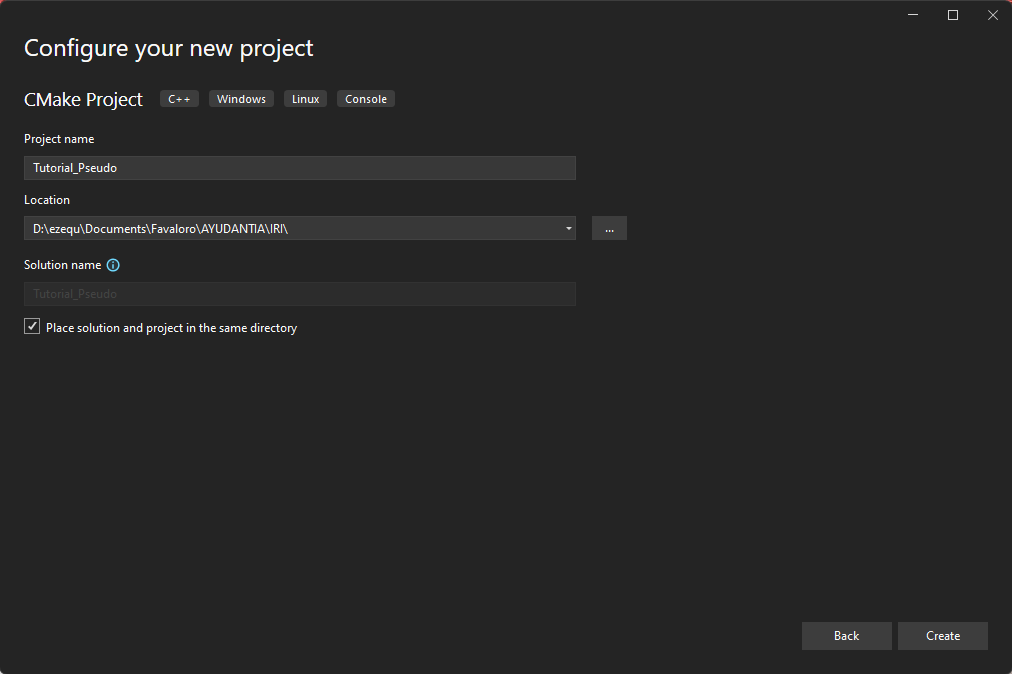 Configure your new project
CMake Project C++ Windows Linux Console
Project name
Tutorial_Pseudo
Location
D:\ezequ\Documents\Favaloro\AYUDANTIA\IRI\ ...
Solution name
Tutorial_Pseudo
Place solution and project in the same directory
Back Create